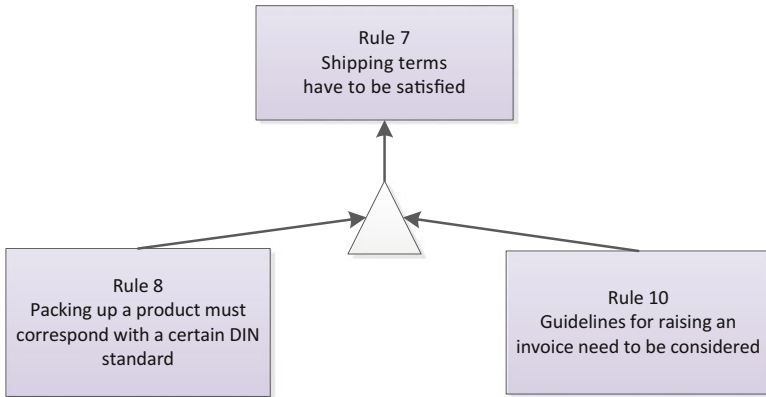 Rule 7
Shipping terms
have to be satisfied
Rule 8
Packing up a product must
correspond with a certain DIN
standard
Rule 10
Guidelines for raising an
invoice need to be considered